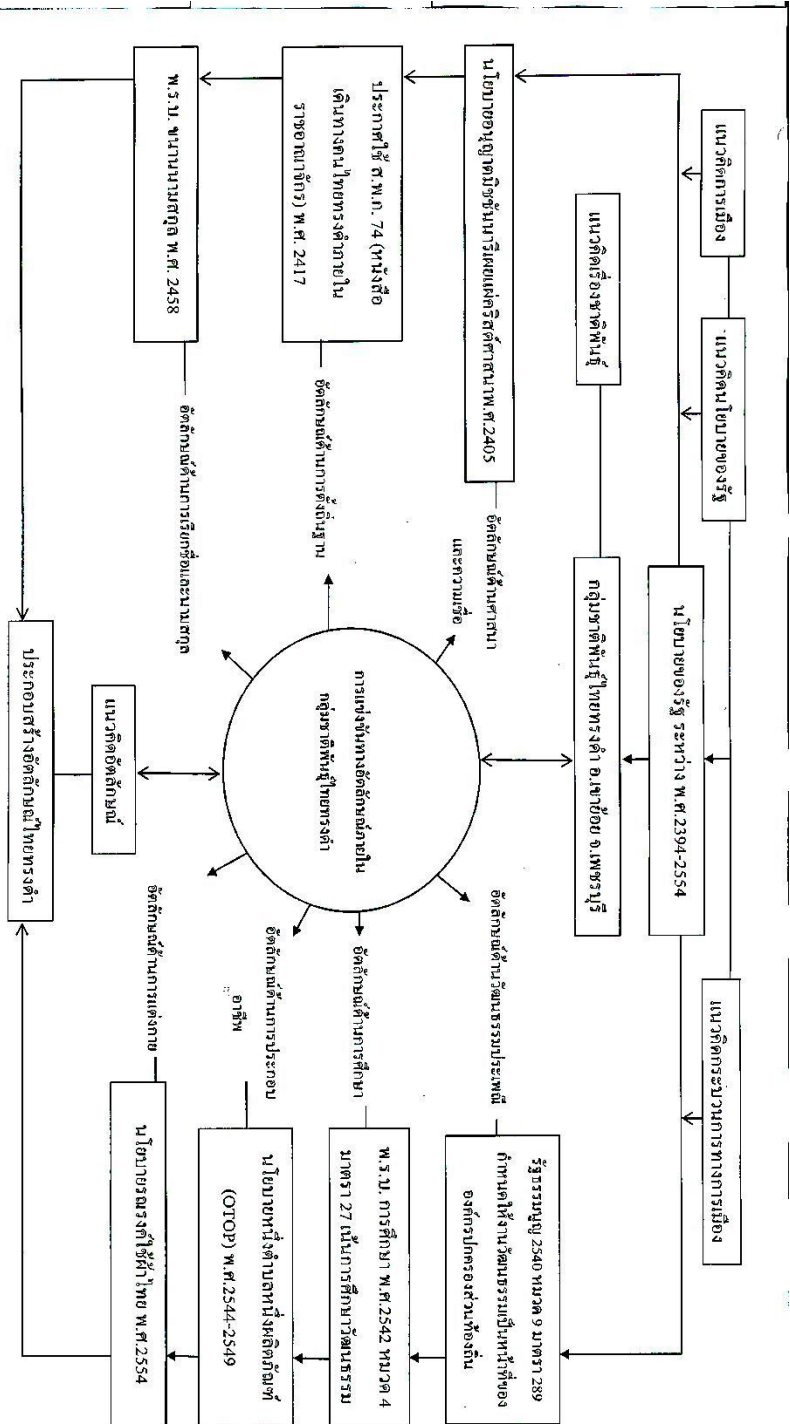 แนวคิดการเมือง
แนวคิดนโยบายของรัฐ
แนวคิดกระบวนการทางการเมือง
นโยบายของรัฐ ระหว่าง พ.ศ.2394-2554
แนวคิดเรื่องชาติพันธุ์
กลุ่มชาติพันธุ์ไทยทรงดำ อ.เขาย้อย จ.เพชรบุรี
นโยบายอนุญาตมิชชันนารีเผยแผ่คริสต์ศาสนาพ.ศ.2405
อัตลักษณ์ด้านศาสนา
และความเชื่อ
อัตลักษณ์ด้านวัฒนธรรมประเพณี
รัฐธรรมนูญ 2540 หมวด 9 มาตรา 289
กำหนดให้งานวัฒนธรรมเป็นหน้าที่ของ
องค์กรปกครองส่วนท้องถิ่น
ประกาศใช้ ส.พ.ก. 74 (หนังสือ
เดินทางคนไทยทรงดำภายใน
ราชอาณาจักร) พ.ศ. 2417
อัตลักษณ์ด้านการตั้งถิ่นฐาน
การแข่งขันทางอัตลักษณ์ภายใน
กลุ่มชาติพันธุ์ไทยทรงดำ
อัตลักษณ์ด้านการศึกษา
พ.ร.บ. การศึกษา พ.ศ.2542 หมวด 4
มาตรา 27 เน้นการศึกษาวัฒนธรรม
พ.ร.บ. ขนานนามสกุล พ.ศ. 2458
อัตลักษณ์ด้านการเรียกชื่อและนามสกุล
อัตลักษณ์ด้านการประกอบ
อาชีพ
นโยบายหนึ่งตำบลหนึ่งผลิตภัณฑ์
(OTOP) พ.ศ.2544-2549
แนวคิดอัตลักษณ์
อัตลักษณ์ด้านการแต่งกาย
นโยบายรณรงค์ใช้ผ้าไทย พ.ศ.2554
ประกอบสร้างอัตลักษณ์ไทยทรงดำ